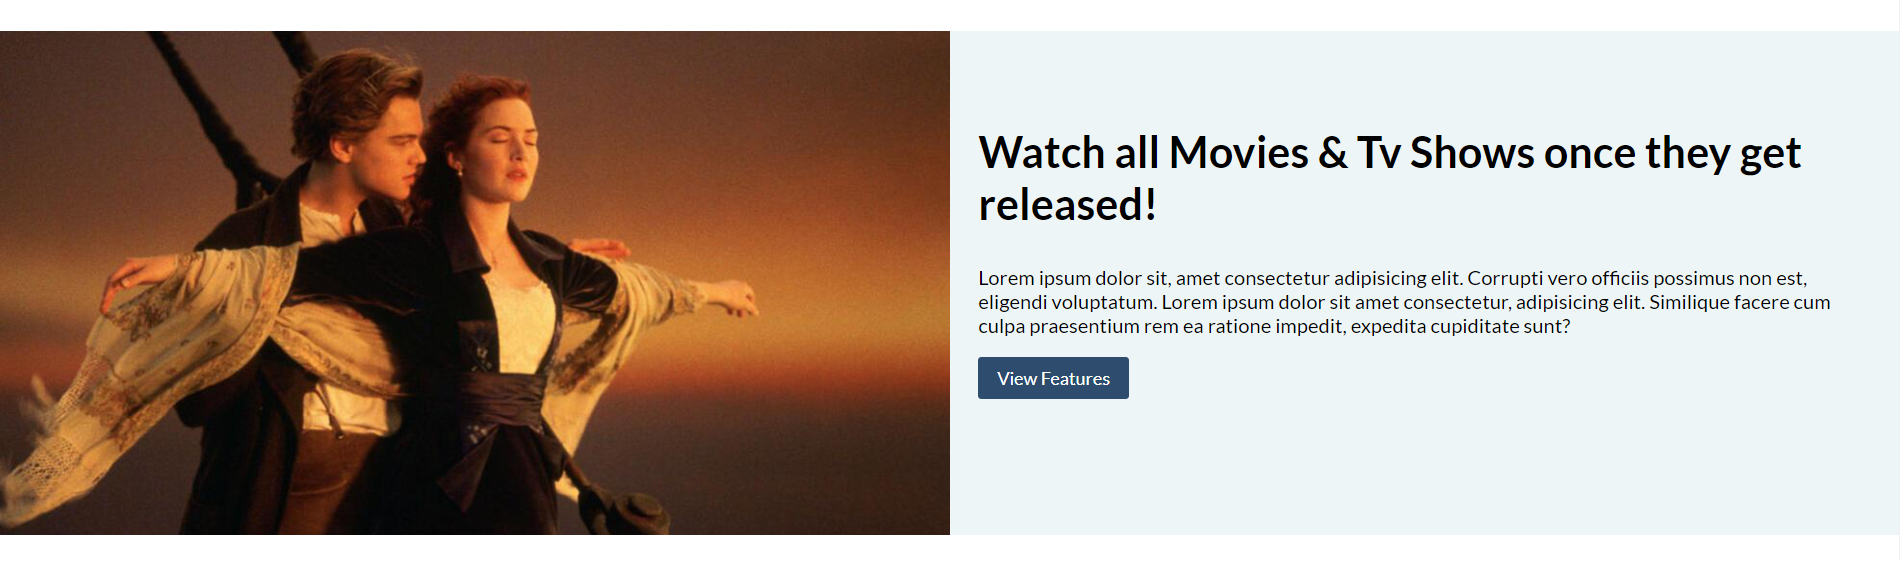 Watch all Movies & Tv Shows once they get
released!
Lorem ipsum dolor sit, amet consectetur adipisicing elit. Corrupti vero officiis possimus non est,
eligendi voluptatum. Lorem ipsum dolor sit amet consectetur, adipisicing elit. Similique facere cum
culpa praesentium rem ea ratione impedit, expedita cupiditate sunt?
View Features